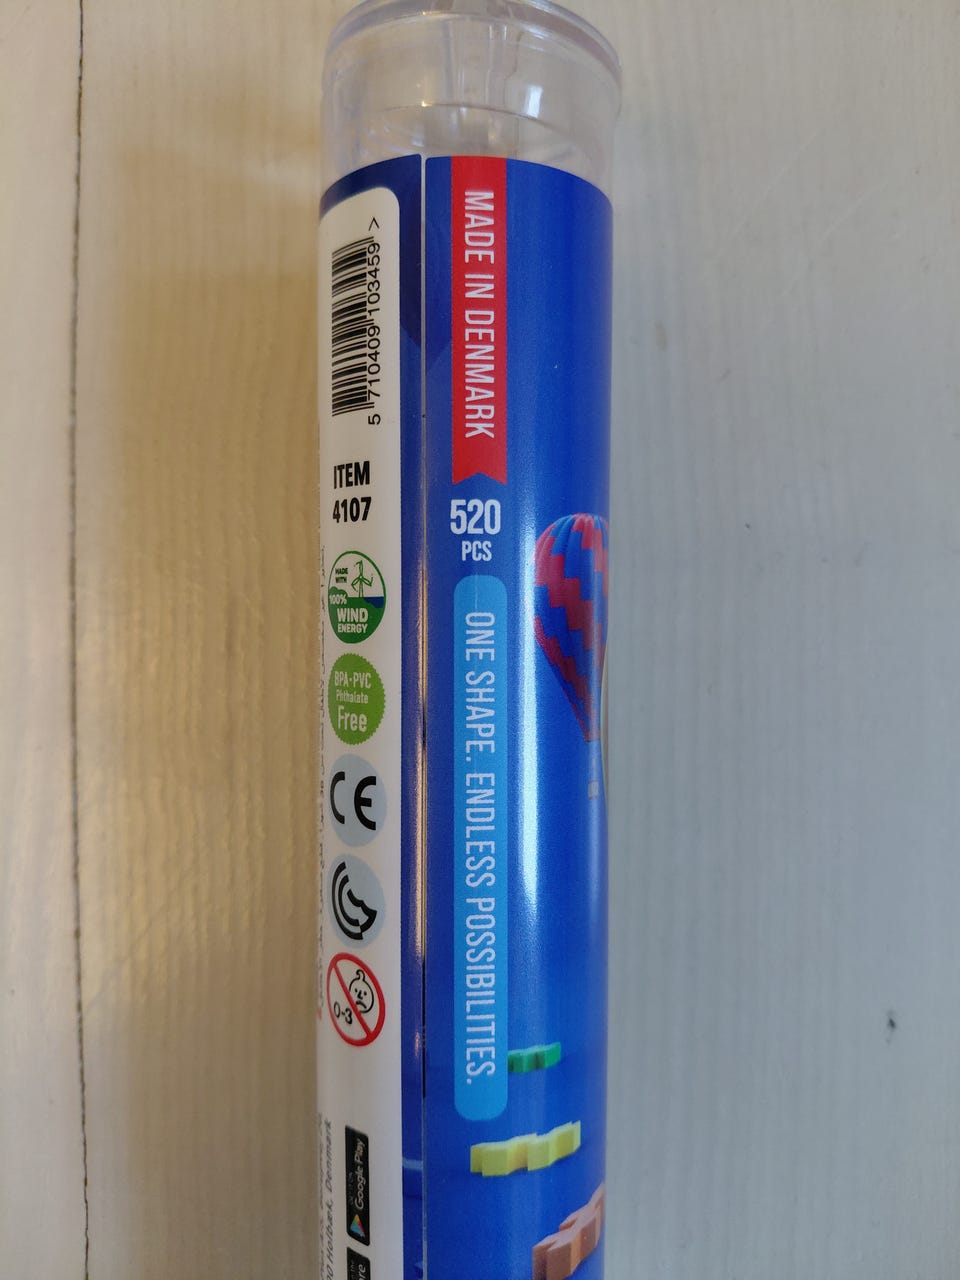 5 710409 103459 >
ITEM
4107
MADE
WITH
100%
WIND
ENERGY
BPA-PVC
Phthalate
Free
CE
0-3
Google Play
Denmark
MADE IN DENMARK
520
PCS
ONE SHAPE. ENDLESS POSSIBILITIES.